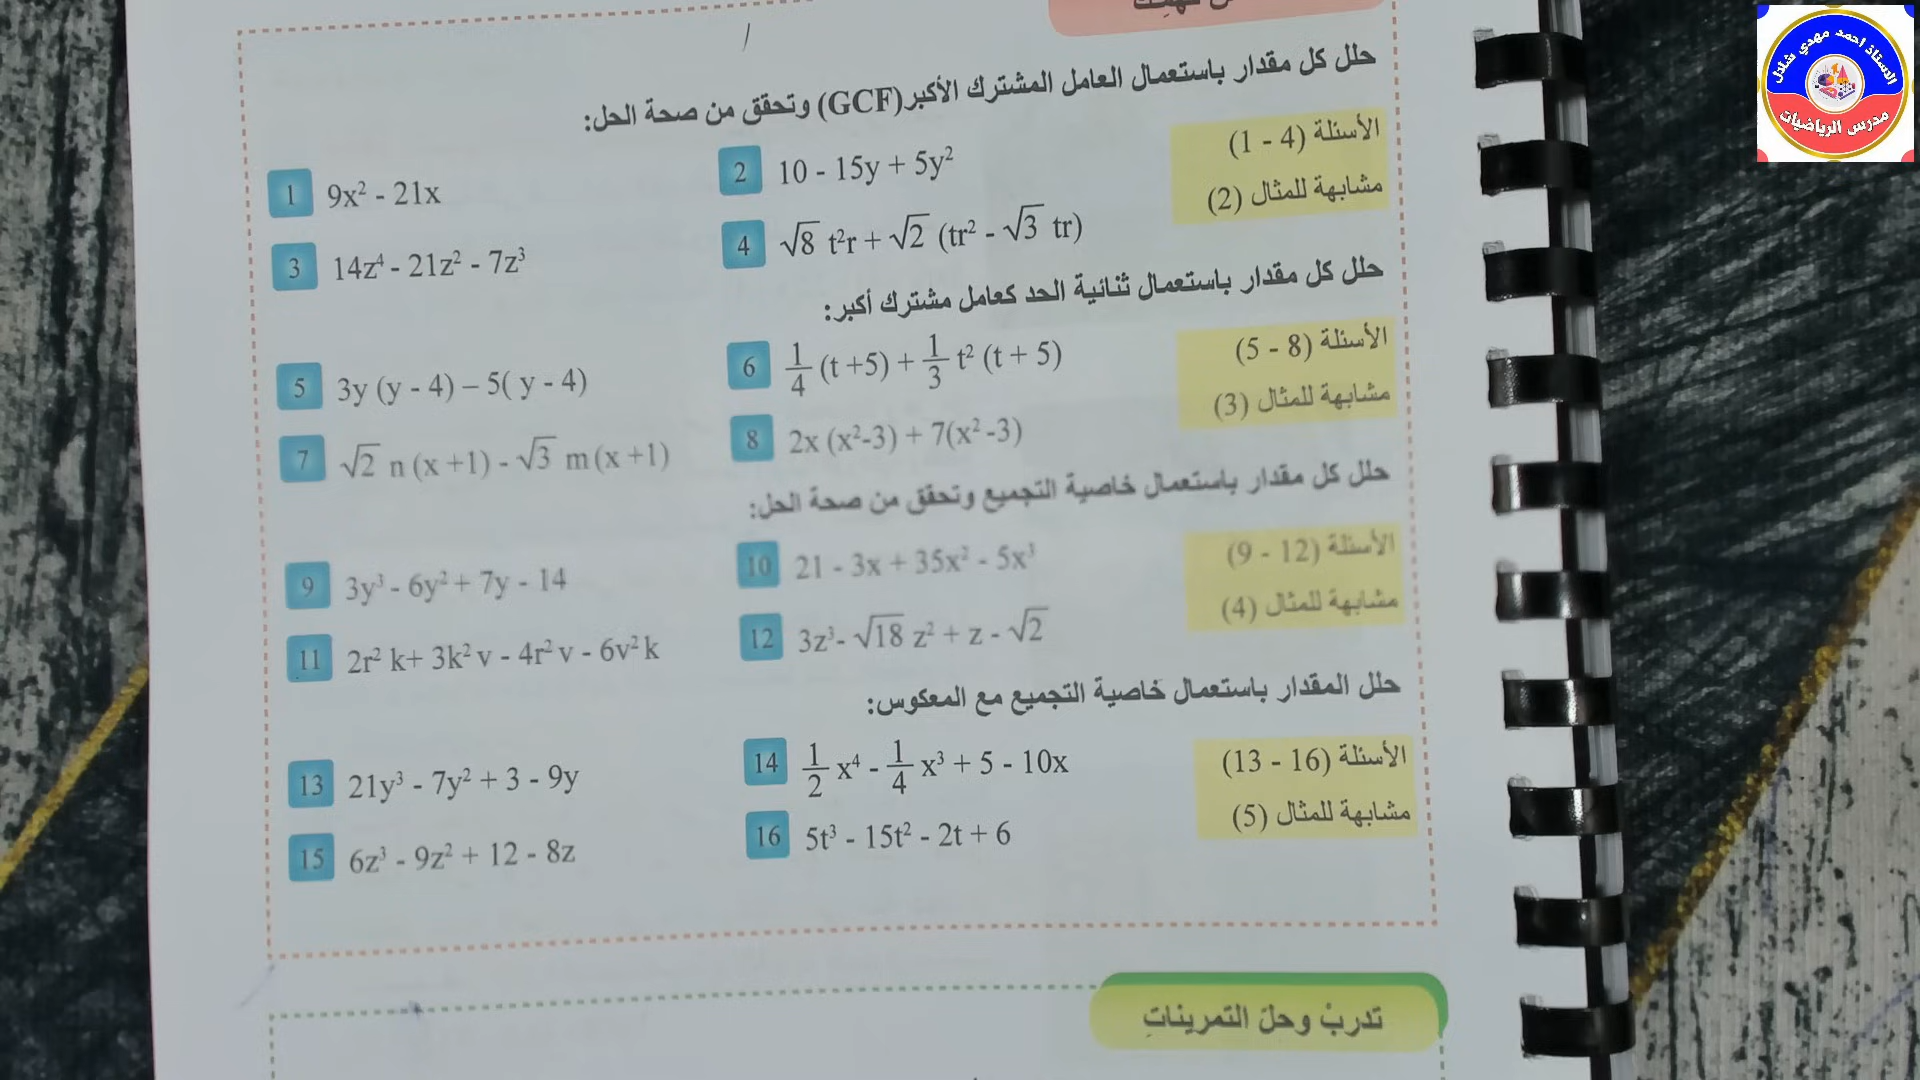 حلل كل مقدار باستعمال العامل المشترك الأكبر(GCF) وتحقق من صحة الحل:
الأسئلة (1 - 4)
مشابهة للمثال (2)
1 9x² - 21x
2 10 - 15y + 5y²
3 14z⁴ - 21z² - 7z³
4 √8 t²r + √2 (tr² - √3 tr)
حلل كل مقدار باستعمال ثنائية الحد كعامل مشترك أكبر:
الأسئلة (5 - 8)
مشابهة للمثال (3)
5 3y (y - 4) – 5( y - 4)
6 1/4 (t +5) + 1/3 t² (t + 5)
7 √2 n (x +1) - √3 m (x +1)
8 2x (x²-3) + 7(x² -3)
حلل كل مقدار باستعمال خاصية التجميع وتحقق من صحة الحل:
الأسئلة (9 - 12)
مشابهة للمثال (4)
9 3y³ - 6y² + 7y - 14
10 21 - 3x + 35x² - 5x³
11 2r² k+ 3k² v - 4r² v - 6v² k
12 3z³- √18 z² + z - √2
حلل المقدار باستعمال خاصية التجميع مع المعكوس:
الأسئلة (13 - 16)
مشابهة للمثال (5)
13 21y³ - 7y² + 3 - 9y
14 1/2 x⁴ - 1/4 x³ + 5 - 10x
15 6z³ - 9z² + 12 - 8z
16 5t³ - 15t² - 2t + 6
تدربْ وحلّ التمريناتِ
الاستاذ احمد مهدي شلال
مدرس الرياضيات